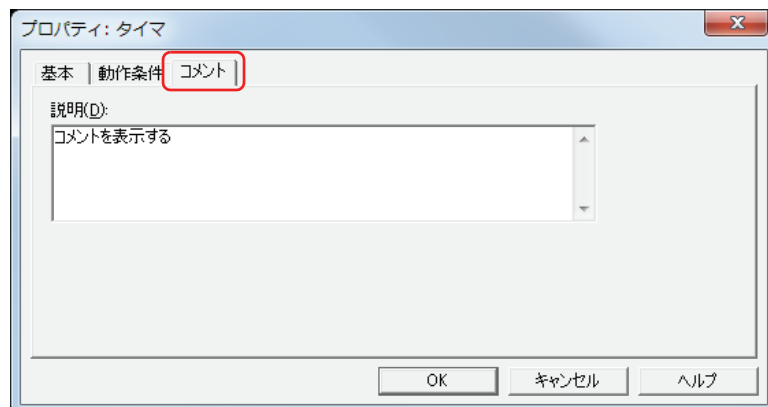 プロパティ: タイマ
基本 動作条件 コメント
説明(D):
コメントを表示する
OK キャンセル ヘルプ